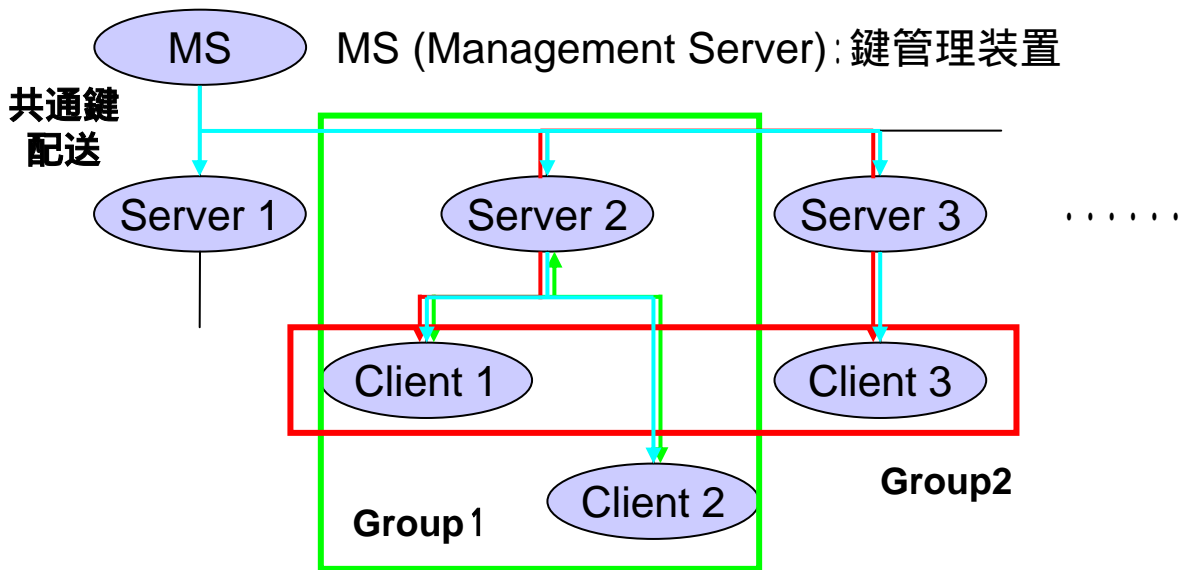 MS
MS (Management Server):鍵管理装置
共通鍵
配送
Server 1
Server 2
Server 3
・・・・・・
Client 1
Client 3
Client 2
Group2
Group1